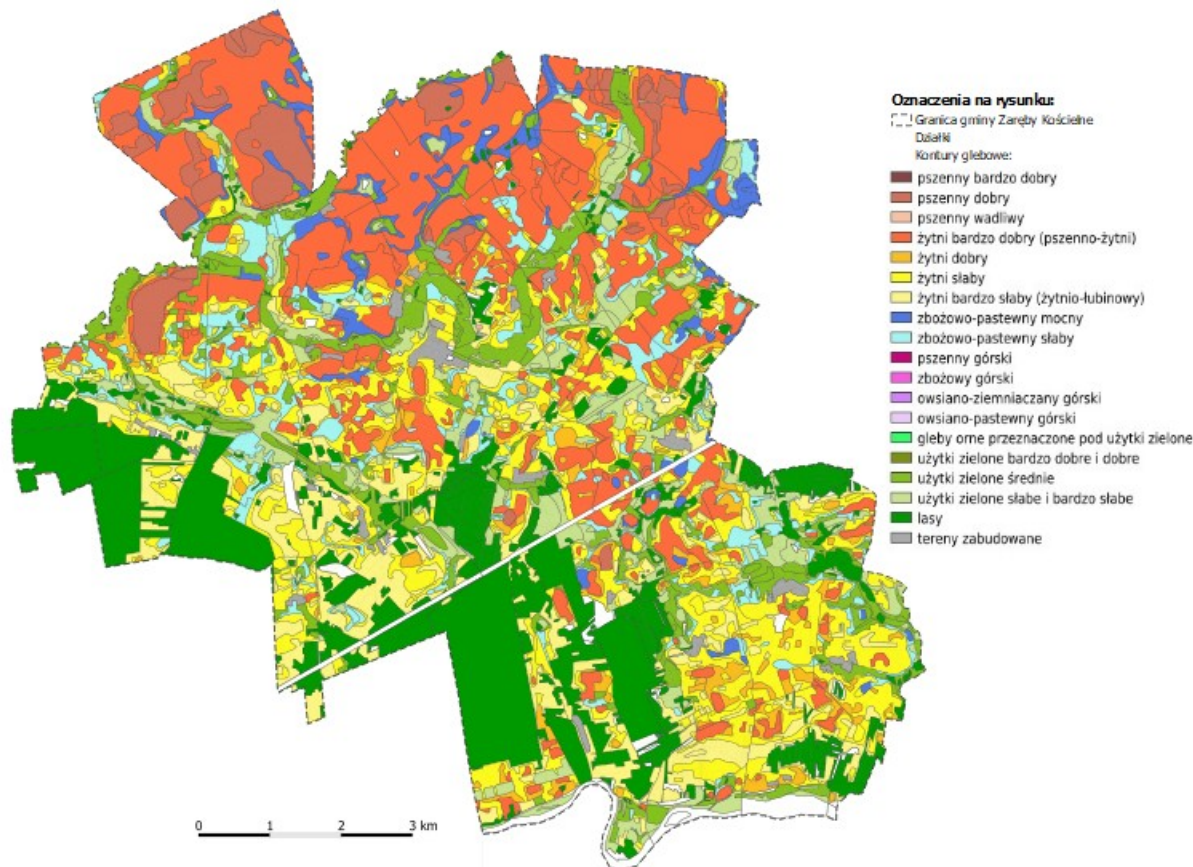 Oznaczenia na rysunku:
Granica gminy Zaręby Kościelne
Działki
Kontury glebowe:
pszenny bardzo dobry
pszenny dobry
pszenny wadliwy
żytni bardzo dobry (pszenno-żytni)
żytni dobry
żytni słaby
żytni bardzo słaby (żytnio-łubinowy)
zbożowo-pastewny mocny
zbożowo-pastewny słaby
pszenny górski
zbożowy górski
owsiano-ziemniaczany górski
owsiano-pastewny górski
gleby orne przeznaczone pod użytki zielone
użytki zielone bardzo dobre i dobre
użytki zielone średnie
użytki zielone słabe i bardzo słabe
lasy
tereny zabudowane
0 1 2 3 km